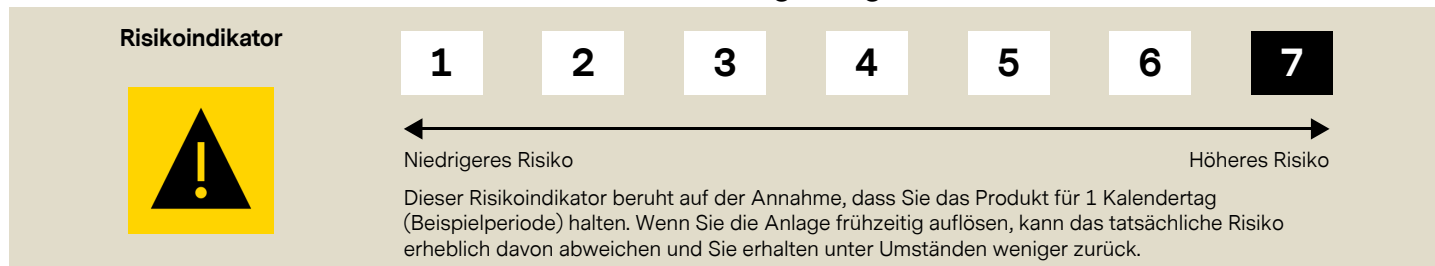 Risikoindikator
1 2 3 4 5 6 7
Niedrigeres Risiko Höheres Risiko
Dieser Risikoindikator beruht auf der Annahme, dass Sie das Produkt für 1 Kalendertag
(Beispielperiode) halten. Wenn Sie die Anlage frühzeitig auflösen, kann das tatsächliche Risiko
erheblich davon abweichen und Sie erhalten unter Umständen weniger zurück.